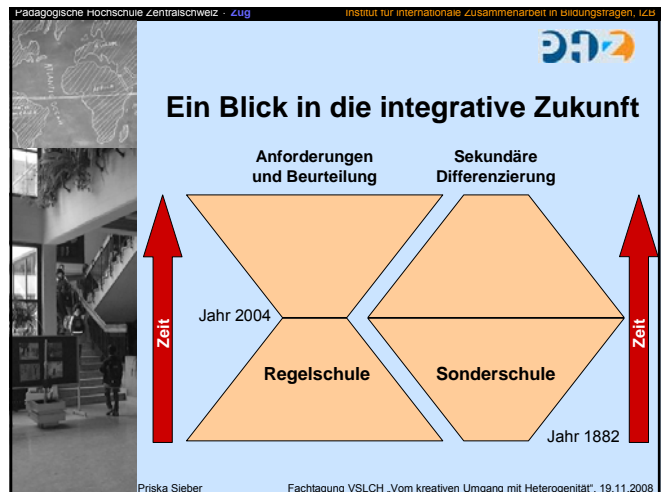 Pädagogische Hochschule Zentralschweiz - Zug
Institut für internationale Zusammenarbeit in Bildungsfragen, IZB
PHZ
Ein Blick in die integrative Zukunft
Anforderungen
und Beurteilung
Sekundäre
Differenzierung
Jahr 2004
Zeit
Zeit
Regelschule
Sonderschule
Jahr 1882
Priska Sieber
Fachtagung VSLCH „Vom kreativen Umgang mit Heterogenität", 19.11.2008